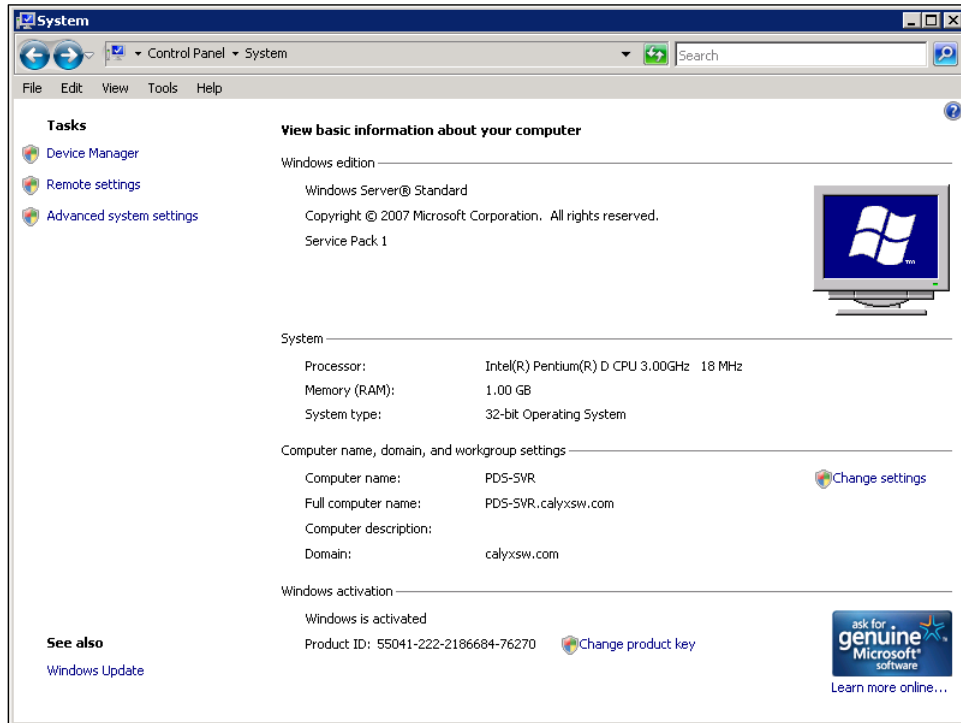 System
Control Panel System
Search
File Edit View Tools Help
Tasks
Device Manager
Remote settings
Advanced system settings
View basic information about your computer
Windows edition
Windows Server® Standard
Copyright © 2007 Microsoft Corporation. All rights reserved.
Service Pack 1
System
Processor: Intel(R) Pentium(R) D CPU 3.00GHz 18 MHz
Memory (RAM): 1.00 GB
System type: 32-bit Operating System
Computer name, domain, and workgroup settings
Computer name: PDS-SVR Change settings
Full computer name: PDS-SVR.calyxsw.com
Computer description:
Domain: calyxsw.com
Windows activation
Windows is activated
Product ID: 55041-222-2186684-76270 Change product key
ask for
genuine
Microsoft®
software
Learn more online...
See also
Windows Update